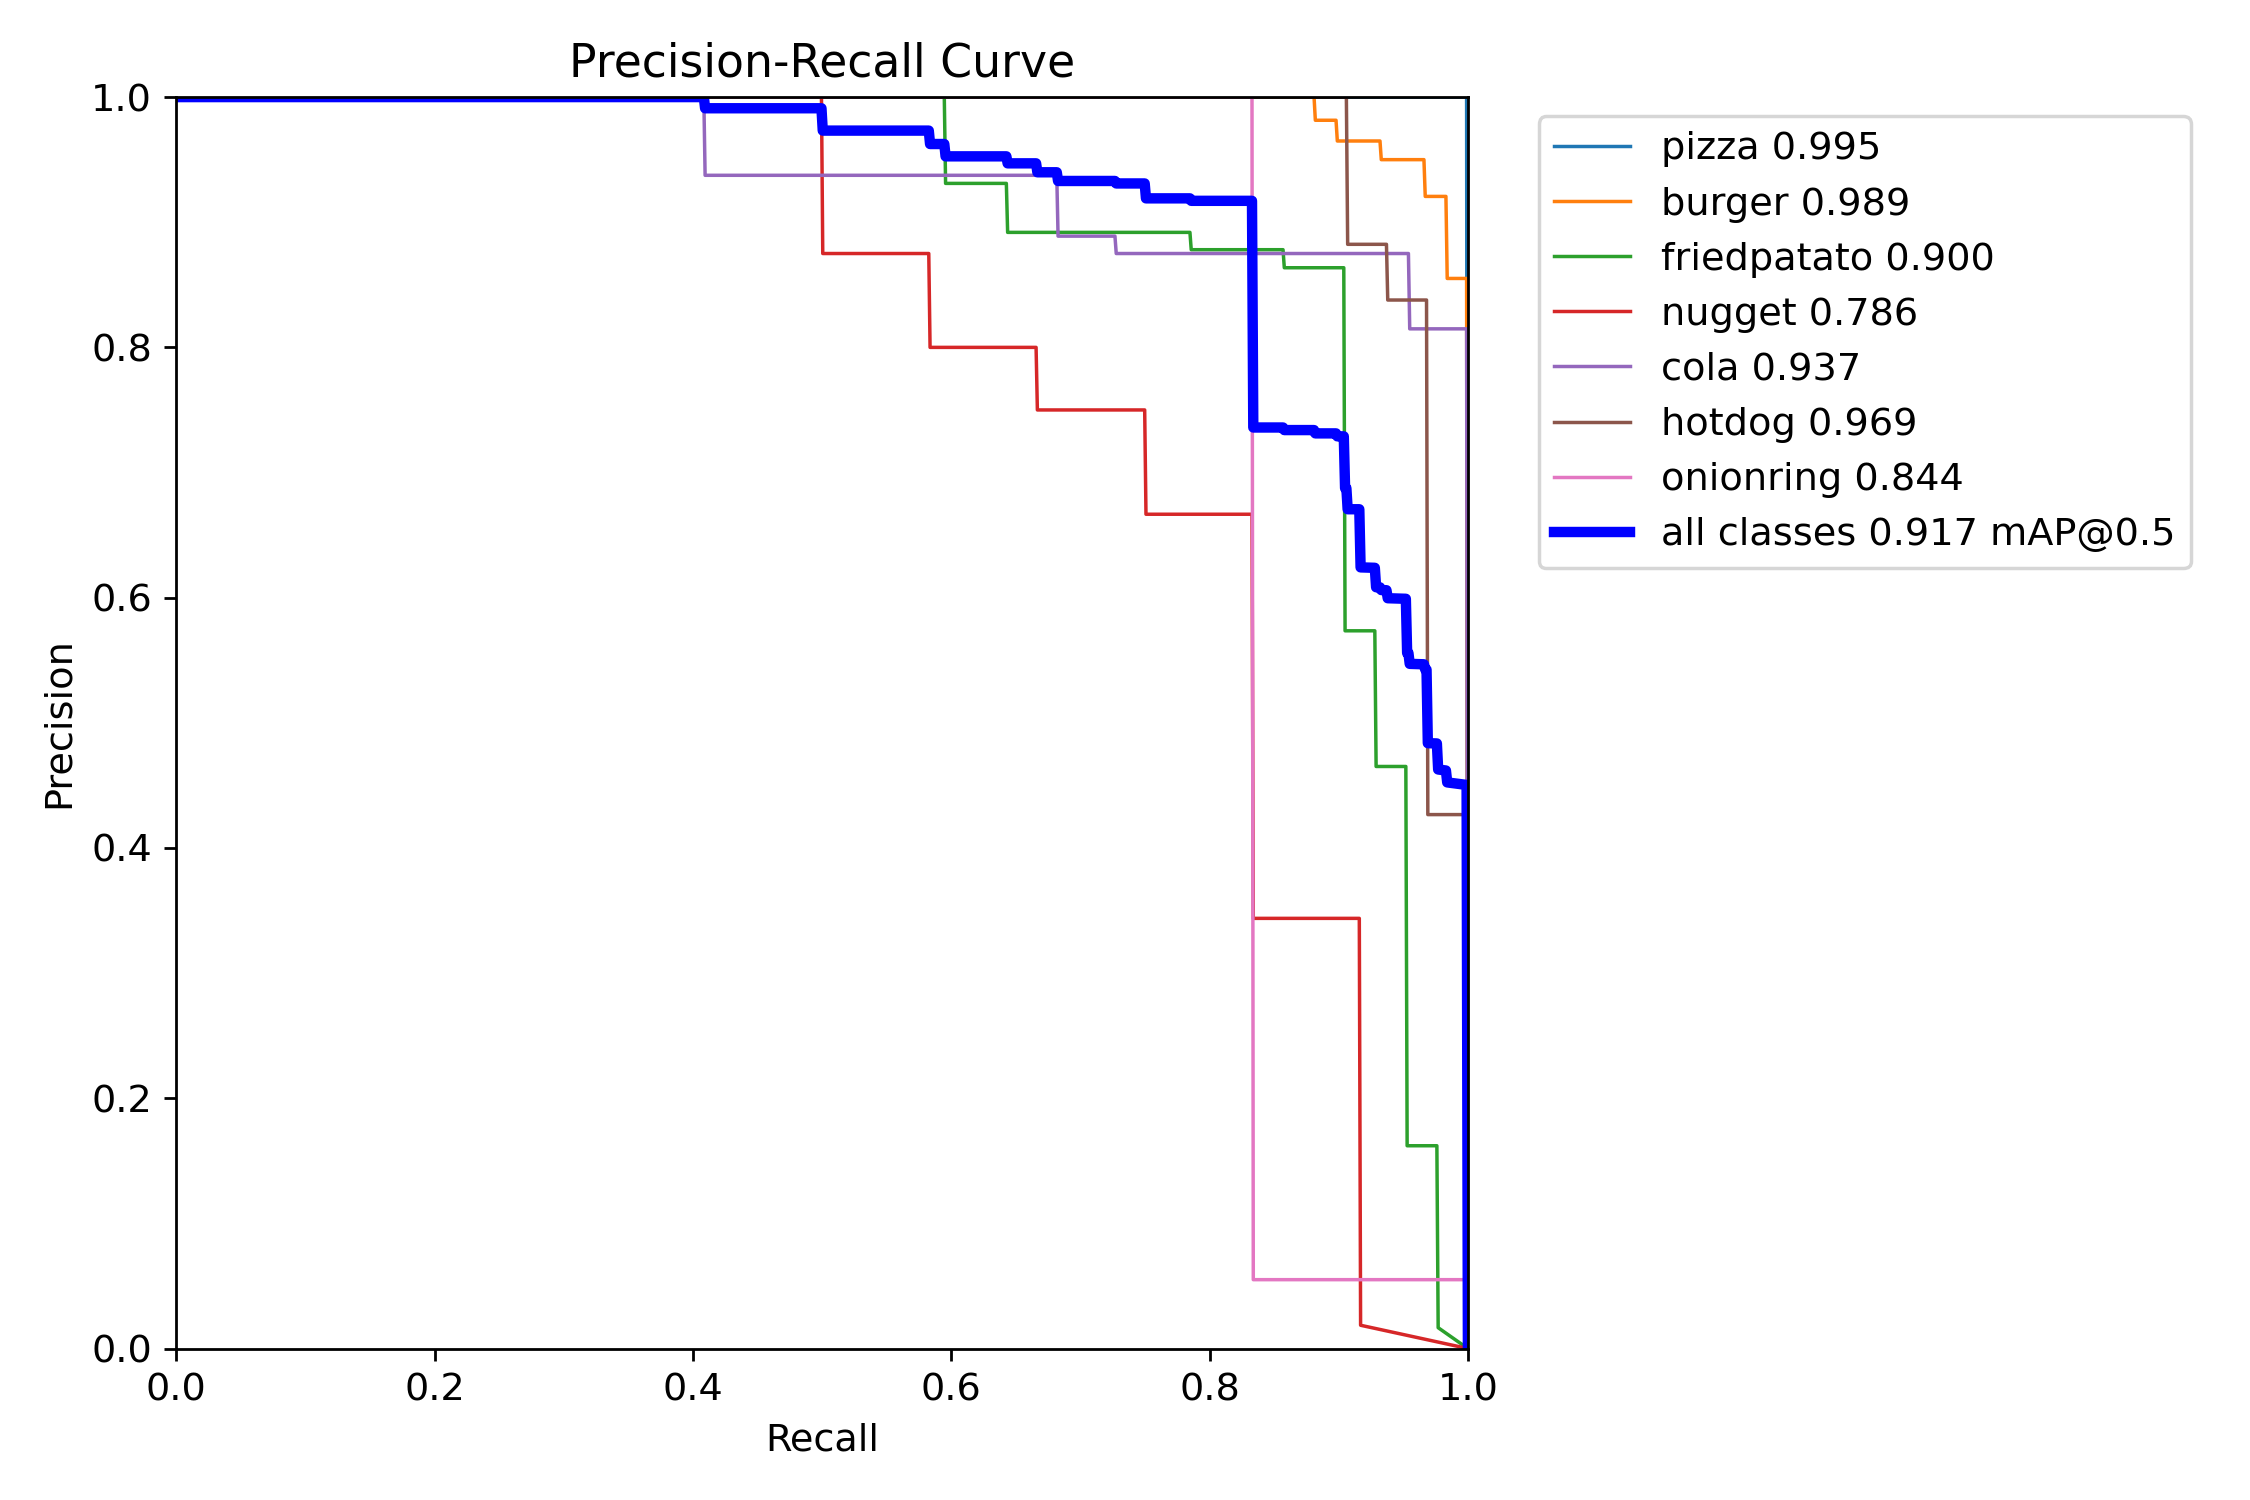 Precision-Recall Curve
1.0
0.8
0.6
0.4
0.2
0.0
Precision
0.0 0.2 0.4 0.6 0.8 1.0
Recall
pizza 0.995
burger 0.989
friedpatato 0.900
nugget 0.786
cola 0.937
hotdog 0.969
onionring 0.844
all classes 0.917 mAP@0.5